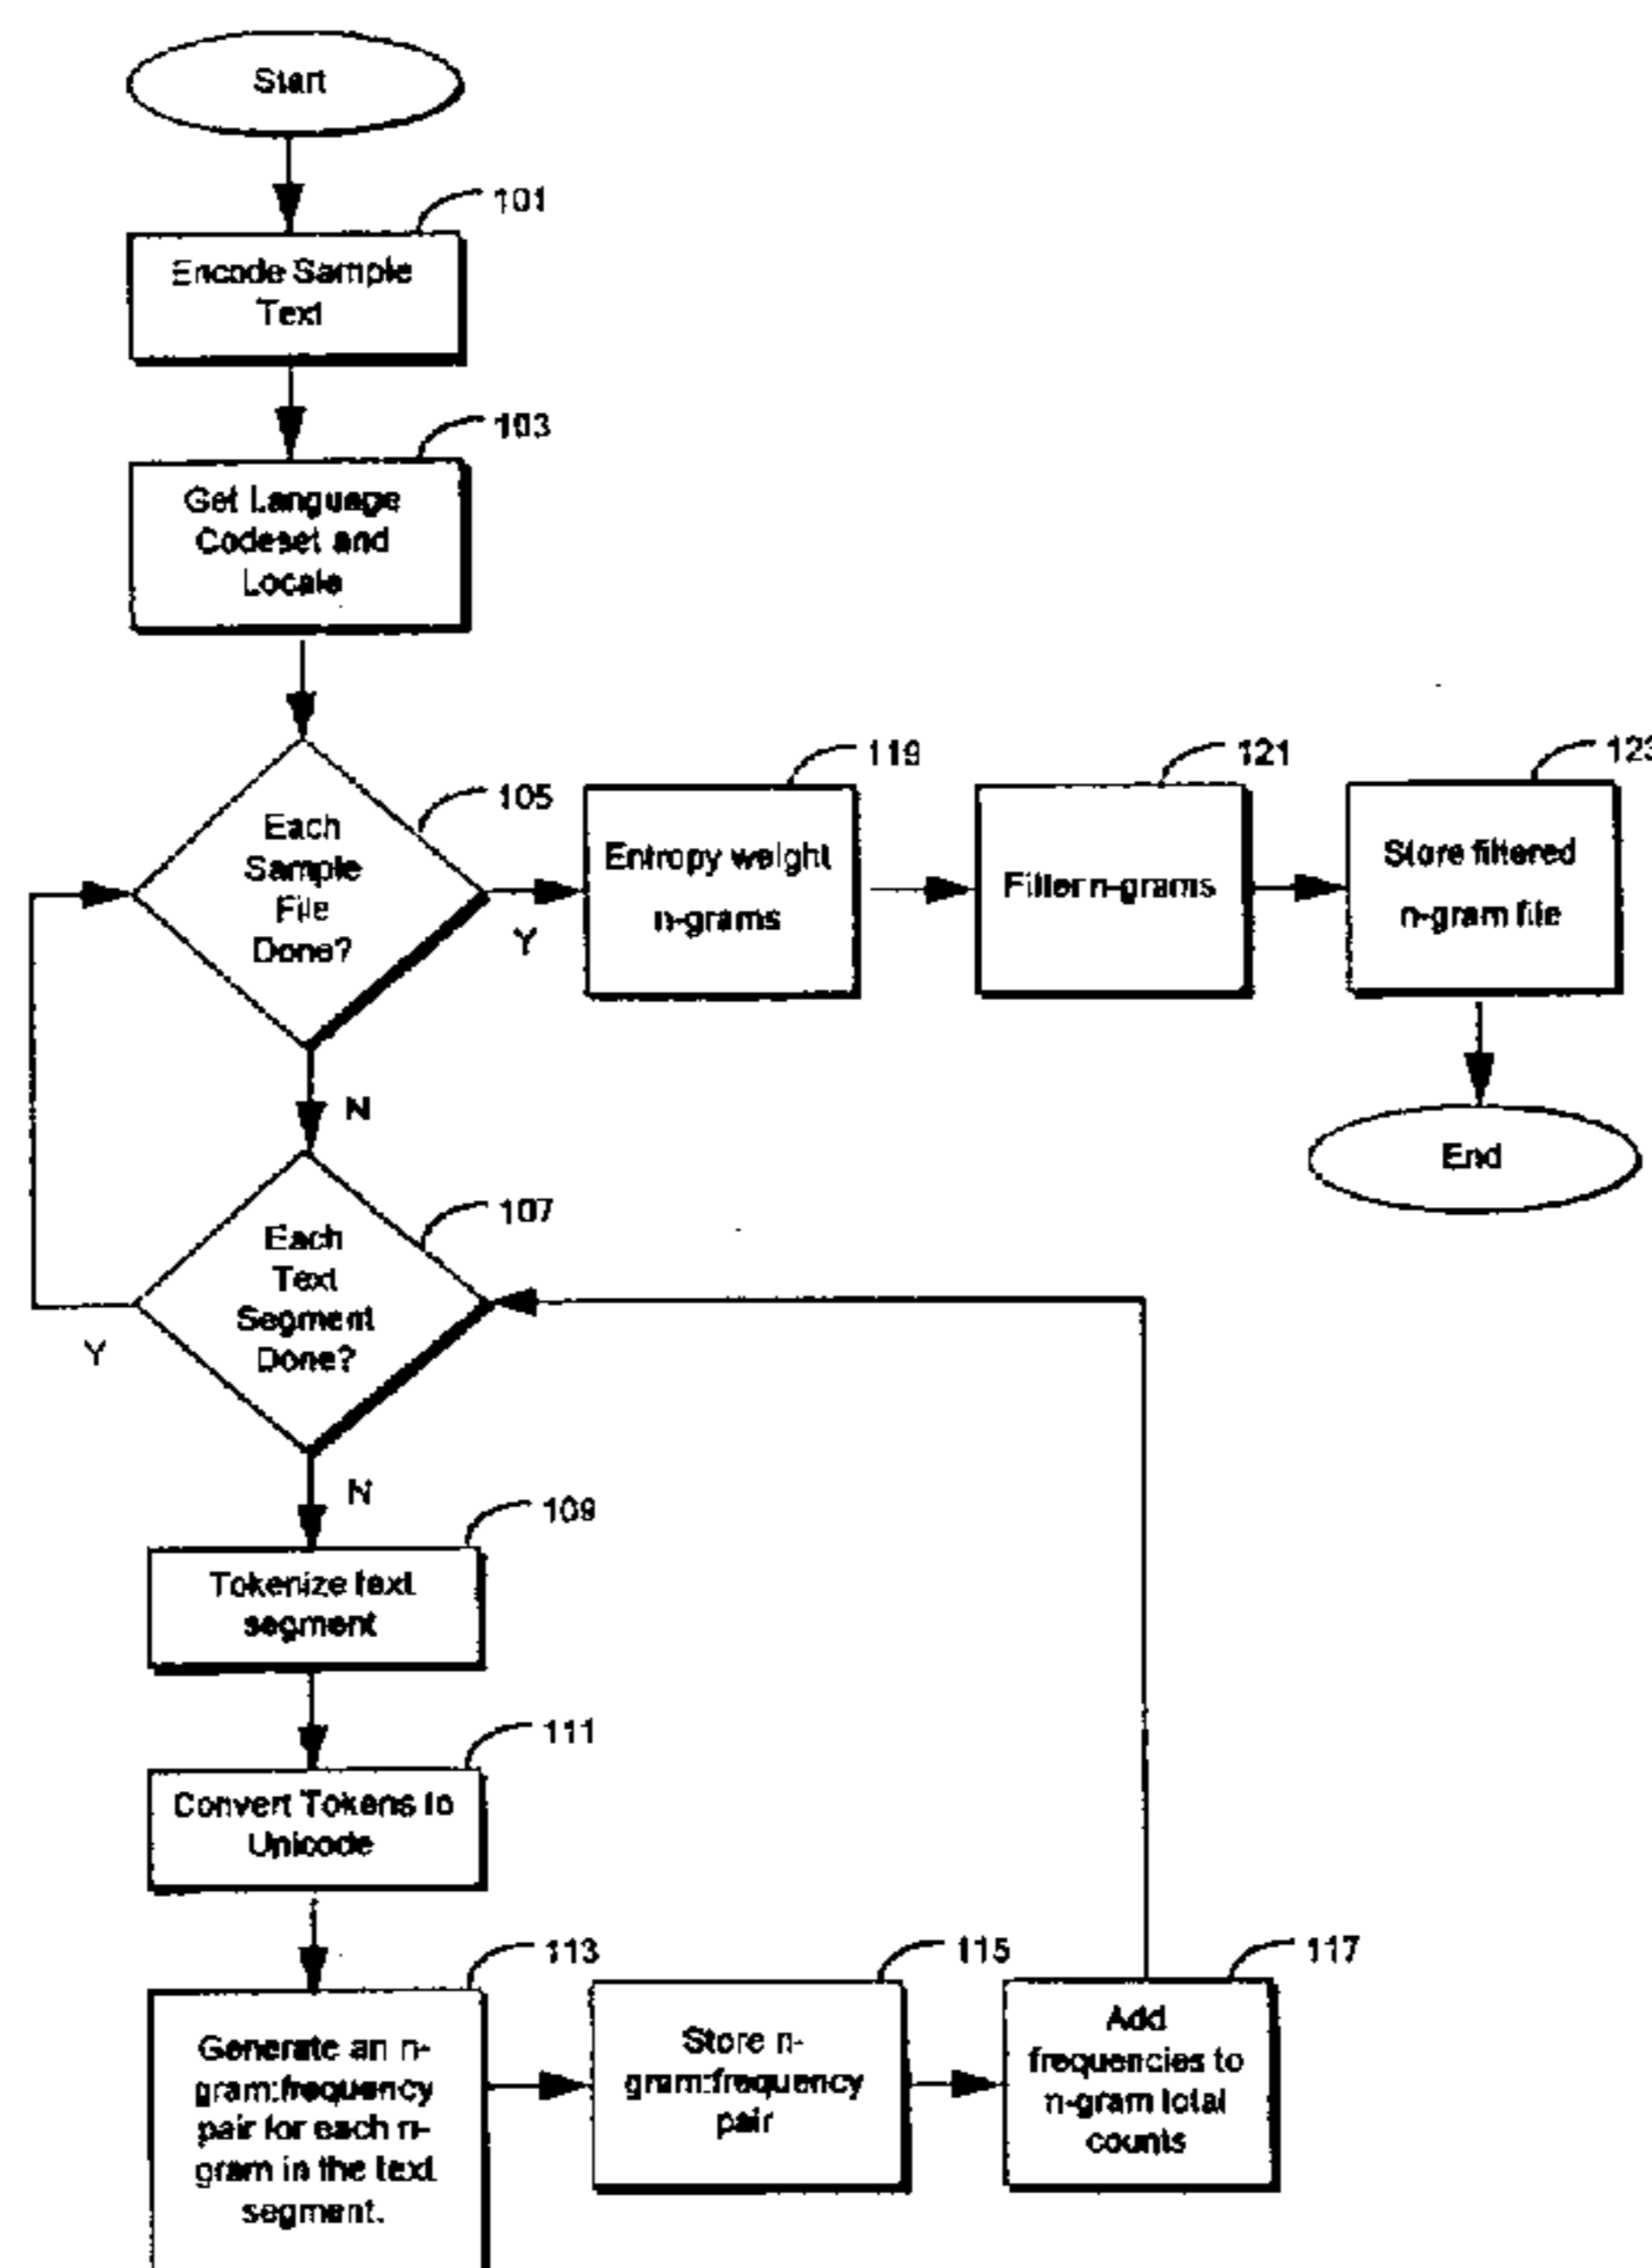 Start
101
Encode Sample
Text
103
Get Language
Codeset and
Locale
105
Each
Sample
File
Done?
Y
N
119
Entropy weight
n-grams
121
Filter n-grams
123
Store filtered
n-gram file
End
107
Each
Text
Segment
Done?
Y
N
109
Tokenize text
segment
111
Convert Tokens to
Unicode
113
Generate an n-
gram:frequency
pair for each n-
gram in the text
segment.
115
Store n-
gram:frequency
pair
117
Add
frequencies to
n-gram total
counts